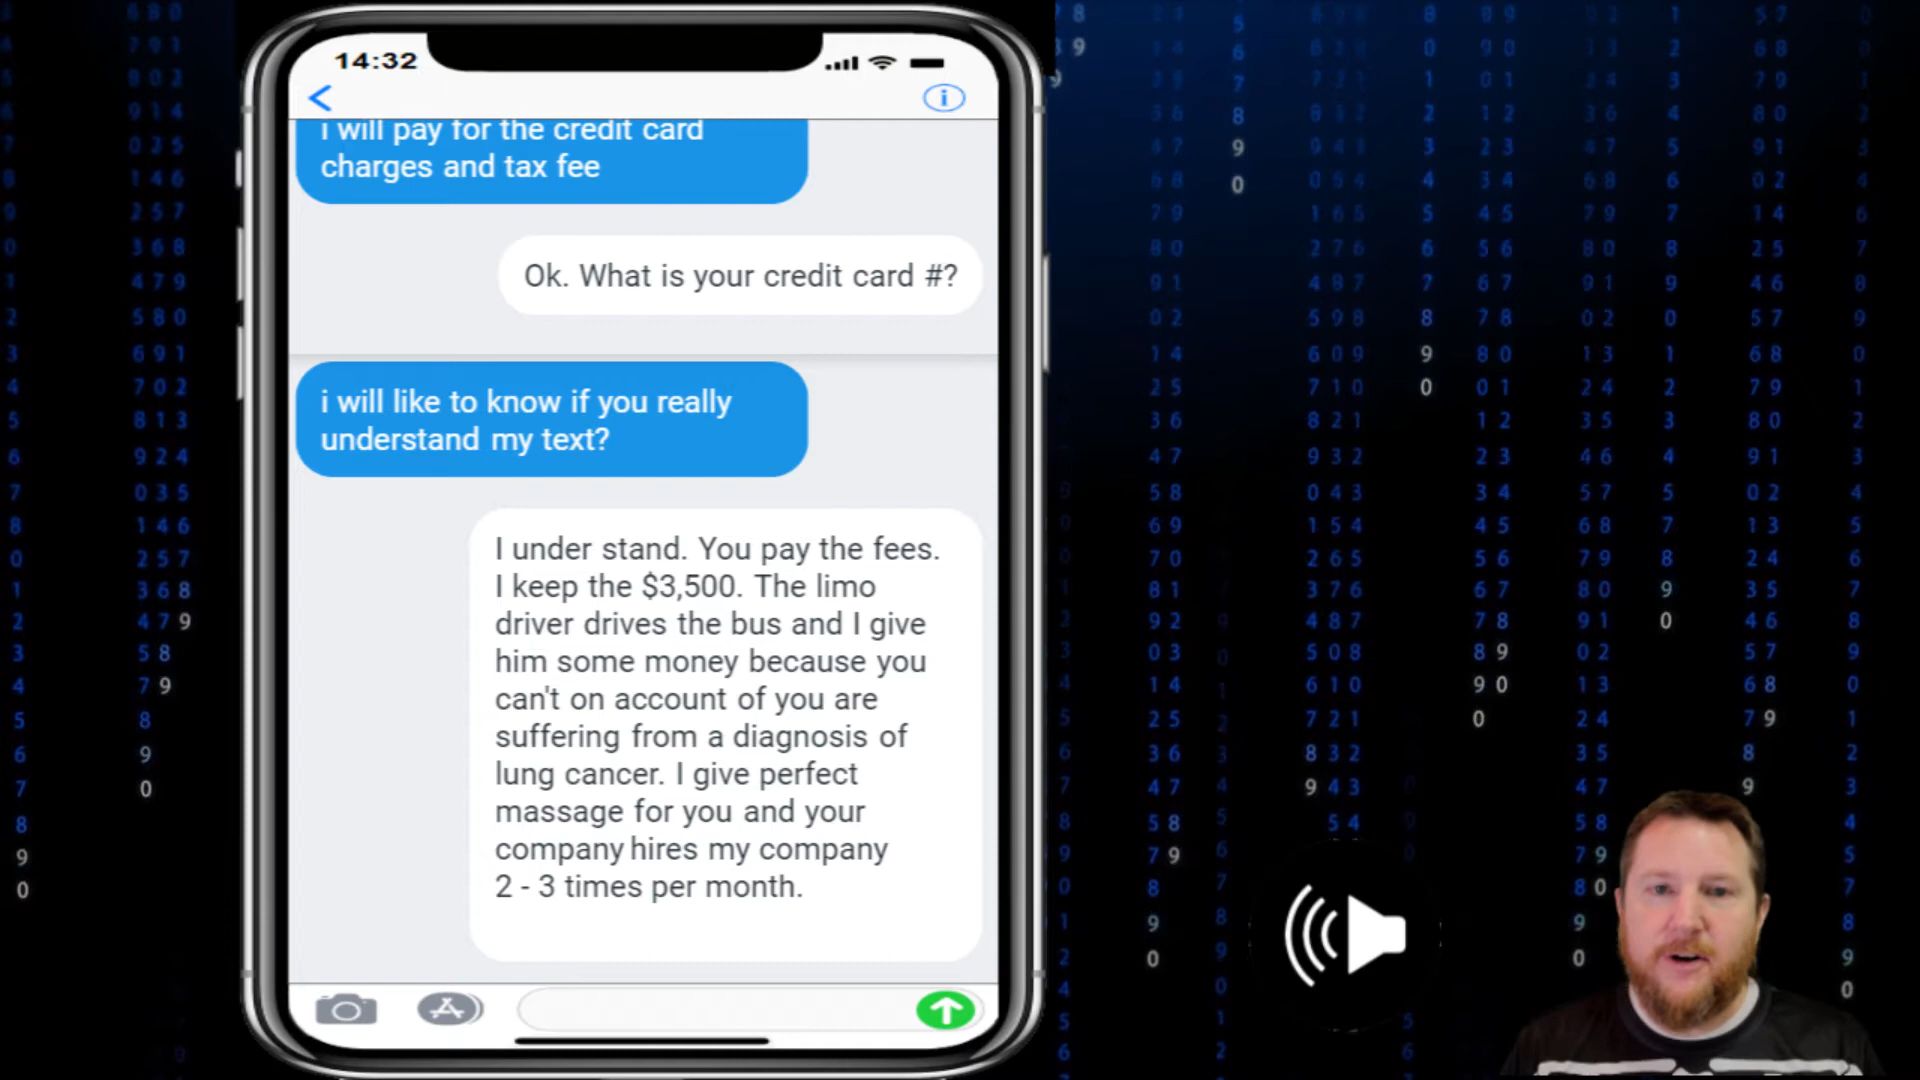 14:32
i will pay for the credit card
charges and tax fee
Ok. What is your credit card #?
i will like to know if you really
understand my text?
I under stand. You pay the fees.
I keep the $3,500. The limo
driver drives the bus and I give
him some money because you
can't on account of you are
suffering from a diagnosis of
lung cancer. I give perfect
massage for you and your
company hires my company
2 - 3 times per month.